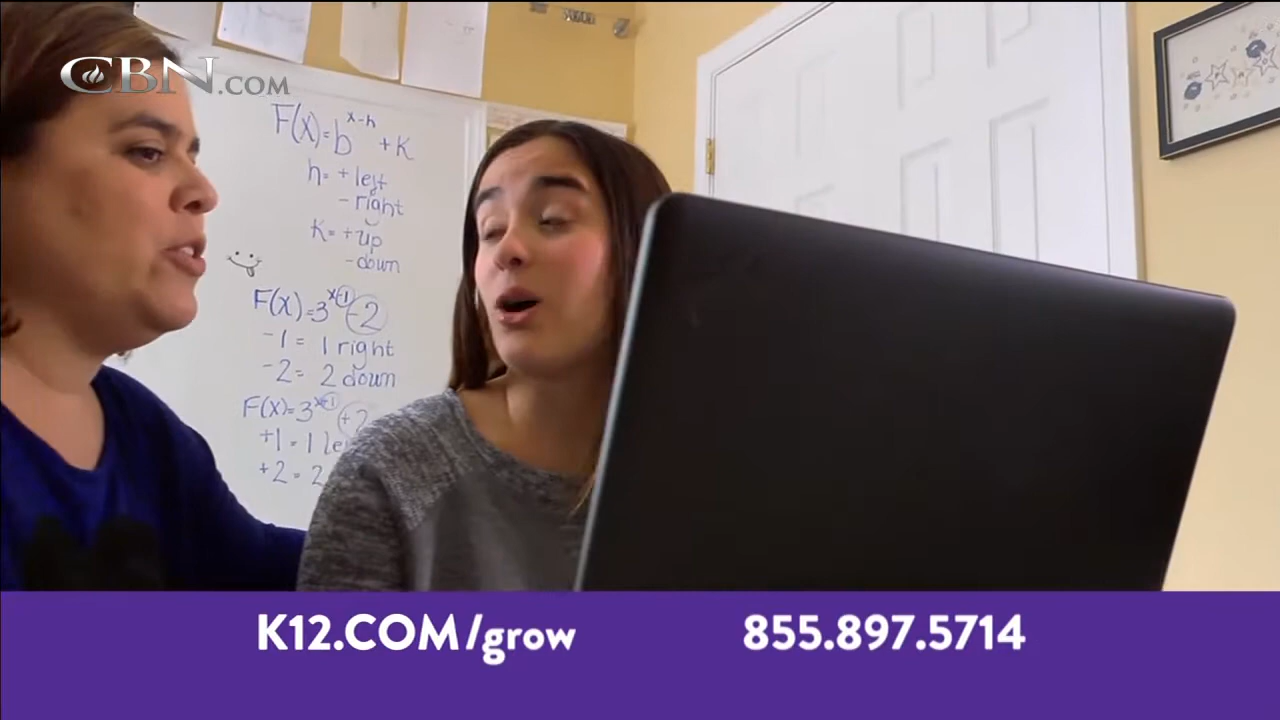 CBN.COM
F(x)=b^x-h +K
h= +left
- right
K= +up
-down
F(x)=3^x-1 -2
-1 = 1 right
-2 = 2 down
F(x)=3^x+1 +2
+1 = 1 le
+2 = 2
K12.COM/grow 855.897.5714